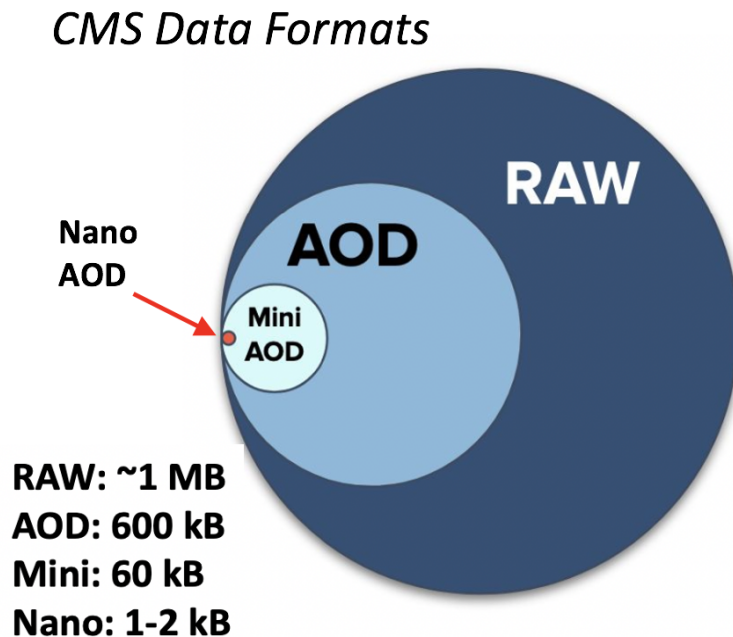 CMS Data Formats
RAW
AOD
Nano
AOD
Mini
AOD
RAW: ~1 MB
AOD: 600 kB
Mini: 60 kB
Nano: 1-2 kB